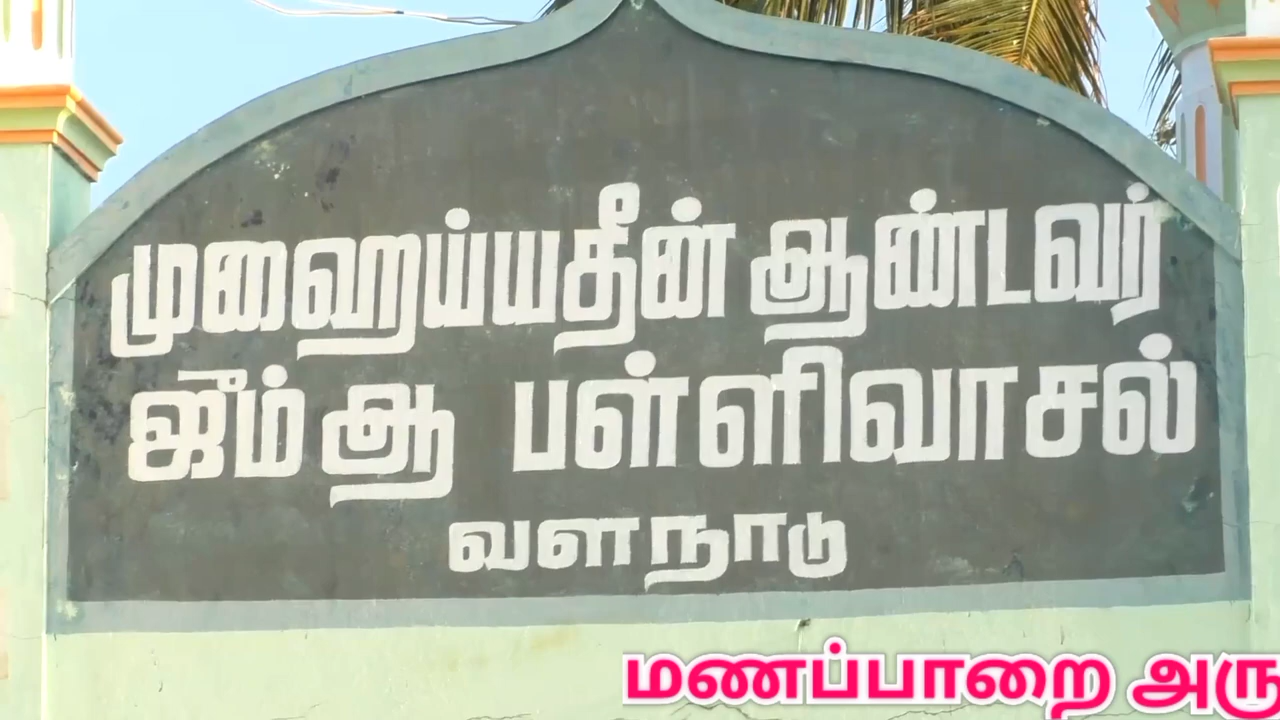 முஹைய்யதீன் ஆண்டவர்
ஜீம்ஆ பள்ளிவாசல்
வளநாடு
மணப்பாறை அரு